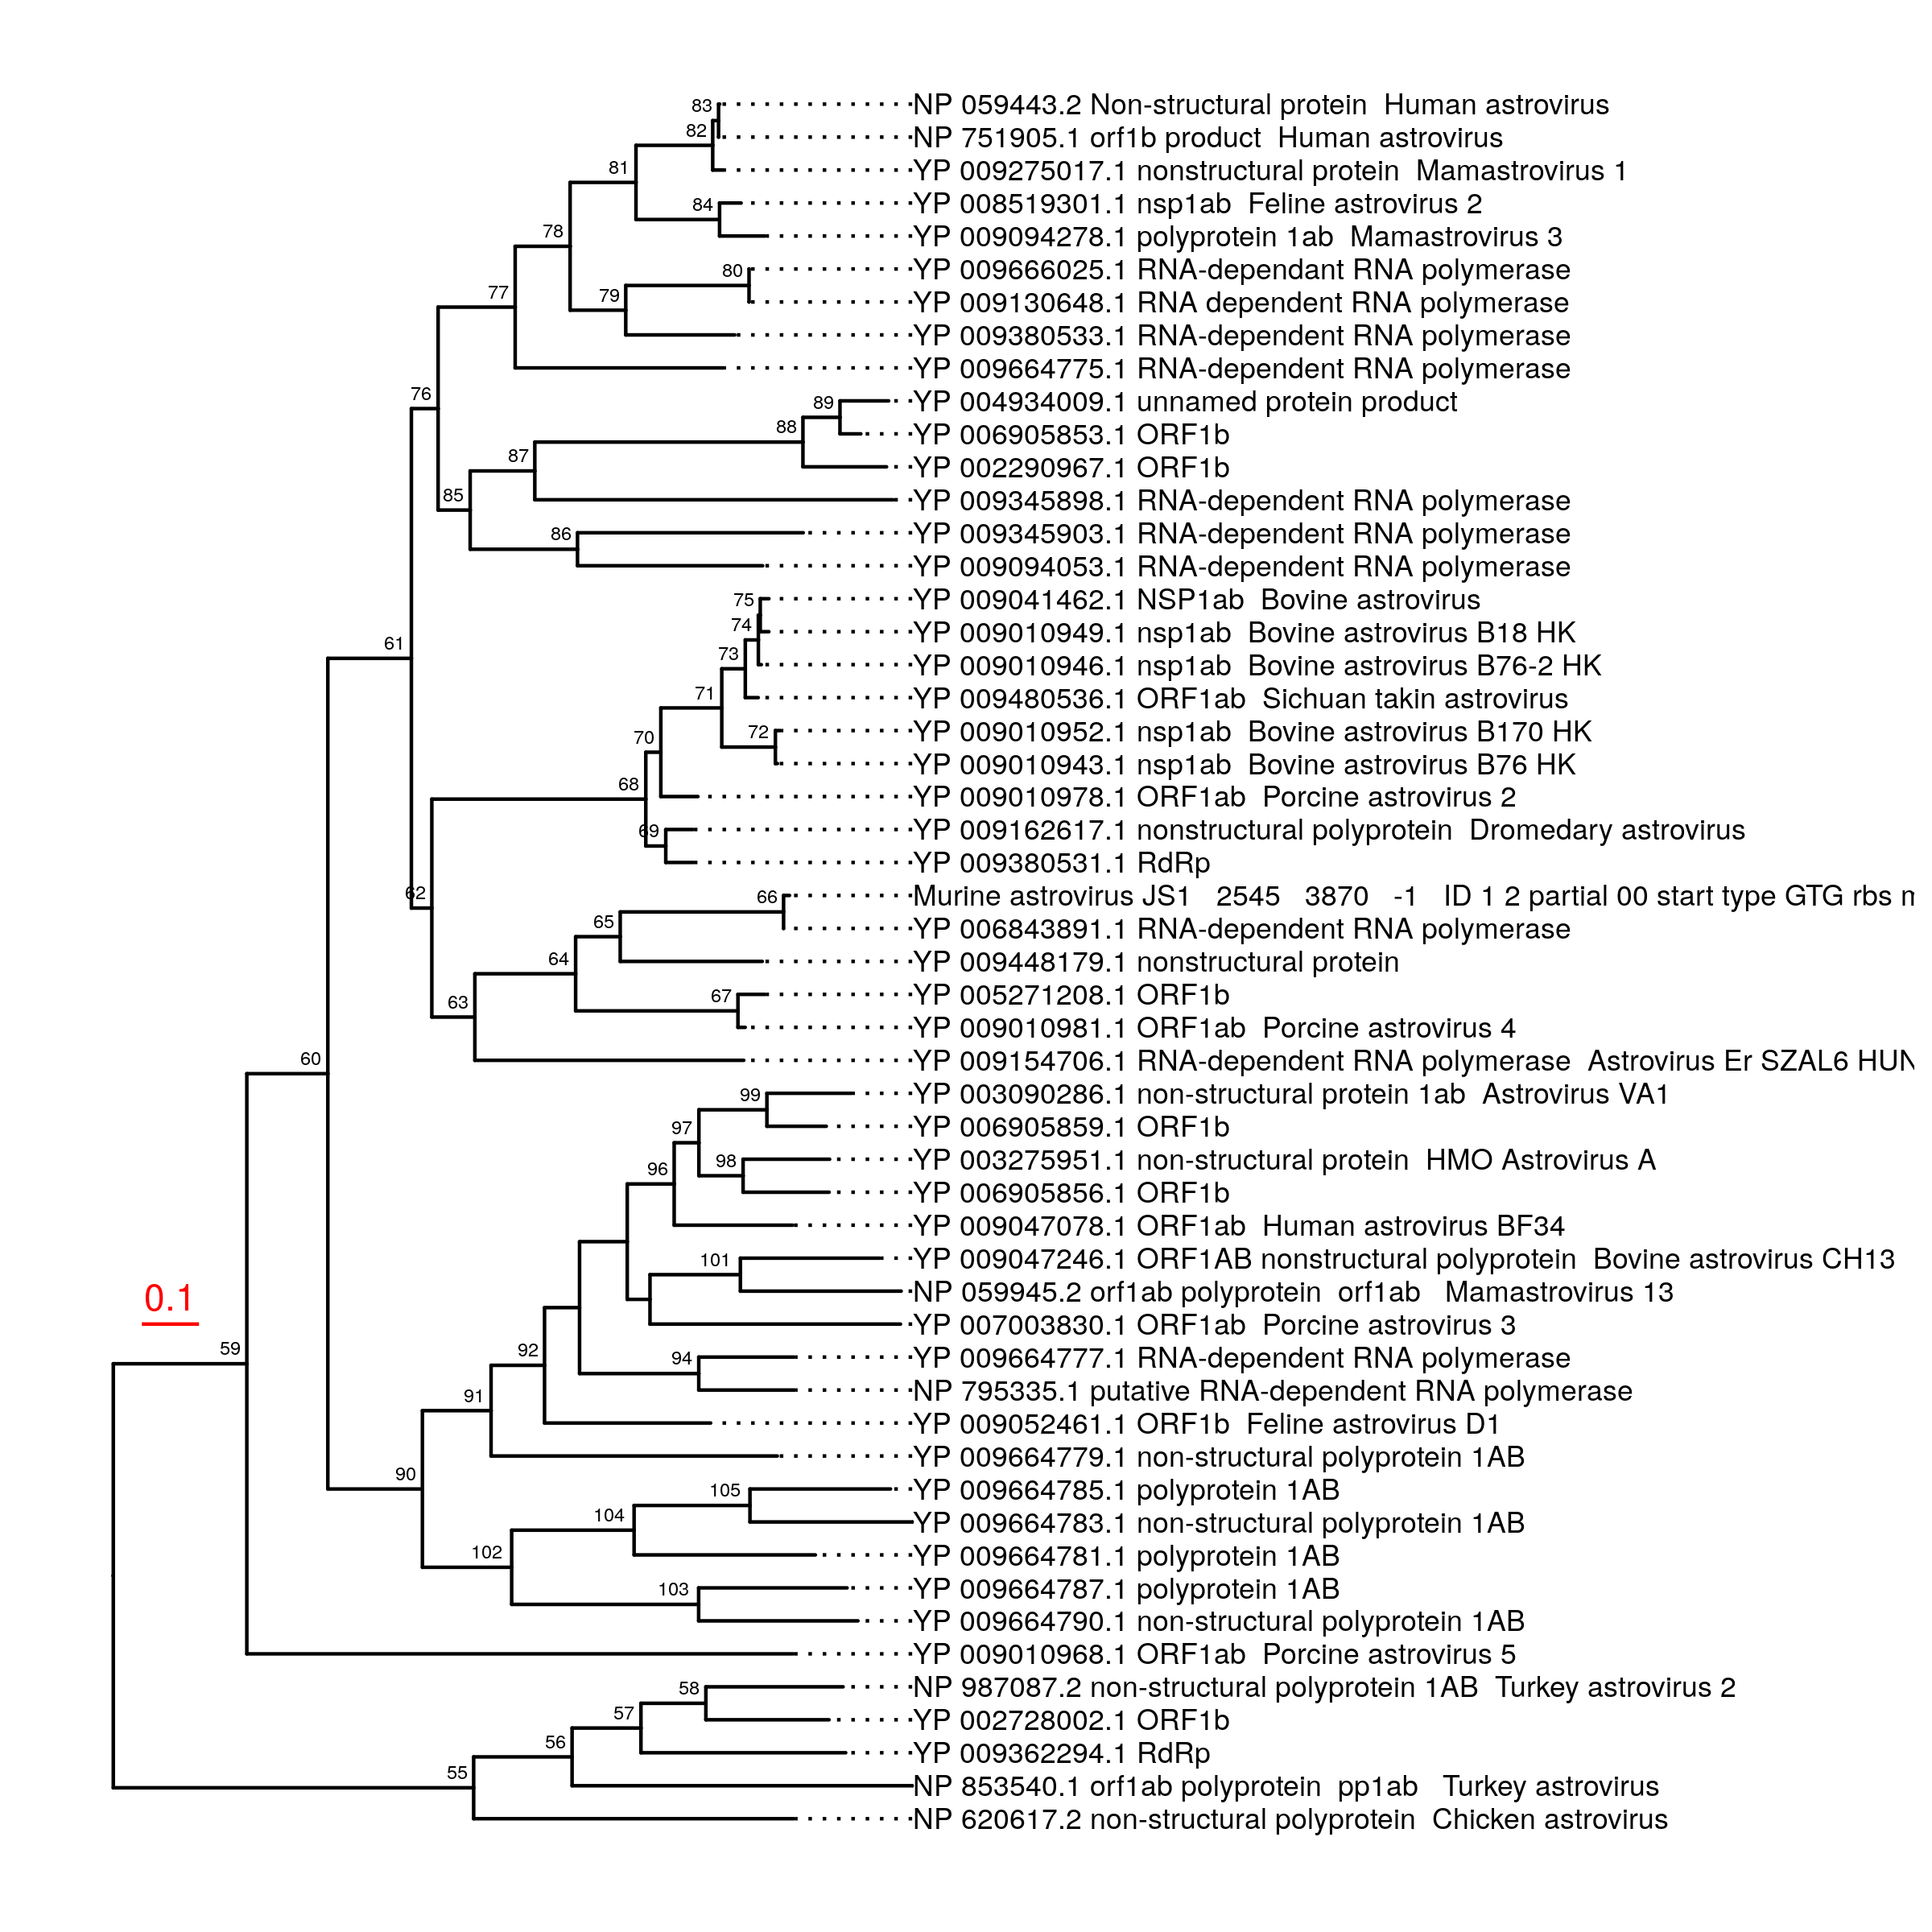 83
NP 059443.2 Non-structural protein  Human astrovirus
82
NP 751905.1 orf1b product  Human astrovirus
81
YP 009275017.1 nonstructural protein  Mamastrovirus 1
84
YP 008519301.1 nsp1ab  Feline astrovirus 2
78
YP 009094278.1 polyprotein 1ab  Mamastrovirus 3
80
YP 009666025.1 RNA-dependant RNA polymerase
77
79
YP 009130648.1 RNA dependent RNA polymerase
YP 009380533.1 RNA-dependent RNA polymerase
YP 009664775.1 RNA-dependent RNA polymerase
76
89
YP 004934009.1 unnamed protein product
88
YP 006905853.1 ORF1b
87
YP 002290967.1 ORF1b
85
YP 009345898.1 RNA-dependent RNA polymerase
86
YP 009345903.1 RNA-dependent RNA polymerase
YP 009094053.1 RNA-dependent RNA polymerase
75
YP 009041462.1 NSP1ab  Bovine astrovirus
74
YP 009010949.1 nsp1ab  Bovine astrovirus B18 HK
61
73
YP 009010946.1 nsp1ab  Bovine astrovirus B76-2 HK
71
YP 009480536.1 ORF1ab  Sichuan takin astrovirus
70
72
YP 009010952.1 nsp1ab  Bovine astrovirus B170 HK
YP 009010943.1 nsp1ab  Bovine astrovirus B76 HK
68
YP 009010978.1 ORF1ab  Porcine astrovirus 2
69
YP 009162617.1 nonstructural polyprotein  Dromedary astrovirus
YP 009380531.1 RdRp
62
66
Murine astrovirus JS1   2545   3870   -1   ID 1 2 partial 00 start type GTG rbs
65
YP 006843891.1 RNA-dependent RNA polymerase
64
YP 009448179.1 nonstructural protein
63
67
YP 005271208.1 ORF1b
YP 009010981.1 ORF1ab  Porcine astrovirus 4
60
YP 009154706.1 RNA-dependent RNA polymerase  Astrovirus Er SZAL6 HUN
99
YP 003090286.1 non-structural protein 1ab  Astrovirus VA1
97
YP 006905859.1 ORF1b
96
98
YP 003275951.1 non-structural protein  HMO Astrovirus A
YP 006905856.1 ORF1b
YP 009047078.1 ORF1ab  Human astrovirus BF34
101
YP 009047246.1 ORF1AB nonstructural polyprotein  Bovine astrovirus CH13
0.1
NP 059945.2 orf1ab polyprotein  orf1ab   Mamastrovirus 13
YP 007003830.1 ORF1ab  Porcine astrovirus 3
59
92
94
YP 009664777.1 RNA-dependent RNA polymerase
91
NP 795335.1 putative RNA-dependent RNA polymerase
YP 009052461.1 ORF1b  Feline astrovirus D1
90
YP 009664779.1 non-structural polyprotein 1AB
105
YP 009664785.1 polyprotein 1AB
104
YP 009664783.1 non-structural polyprotein 1AB
102
YP 009664781.1 polyprotein 1AB
103
YP 009664787.1 polyprotein 1AB
YP 009664790.1 non-structural polyprotein 1AB
YP 009010968.1 ORF1ab  Porcine astrovirus 5
58
NP 987087.2 non-structural polyprotein 1AB  Turkey astrovirus 2
57
YP 002728002.1 ORF1b
56
YP 009362294.1 RdRp
55
NP 853540.1 orf1ab polyprotein  pp1ab   Turkey astrovirus
NP 620617.2 non-structural polyprotein  Chicken astrovirus